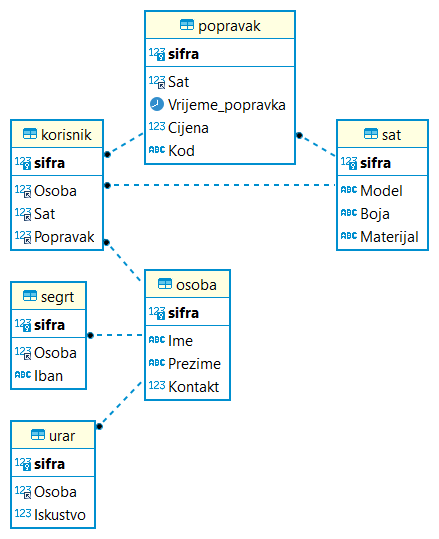 popravak
123 sifra
123 Sat
Vrijeme_popravka
123 Cijena
ABC Kod
korisnik
123 sifra
123 Osoba
123 Sat
123 Popravak
sat
123 sifra
ABC Model
ABC Boja
ABC Materijal
segrt
123 sifra
123 Osoba
ABC Iban
osoba
123 sifra
ABC Ime
ABC Prezime
123 Kontakt
urar
123 sifra
123 Osoba
123 Iskustvo